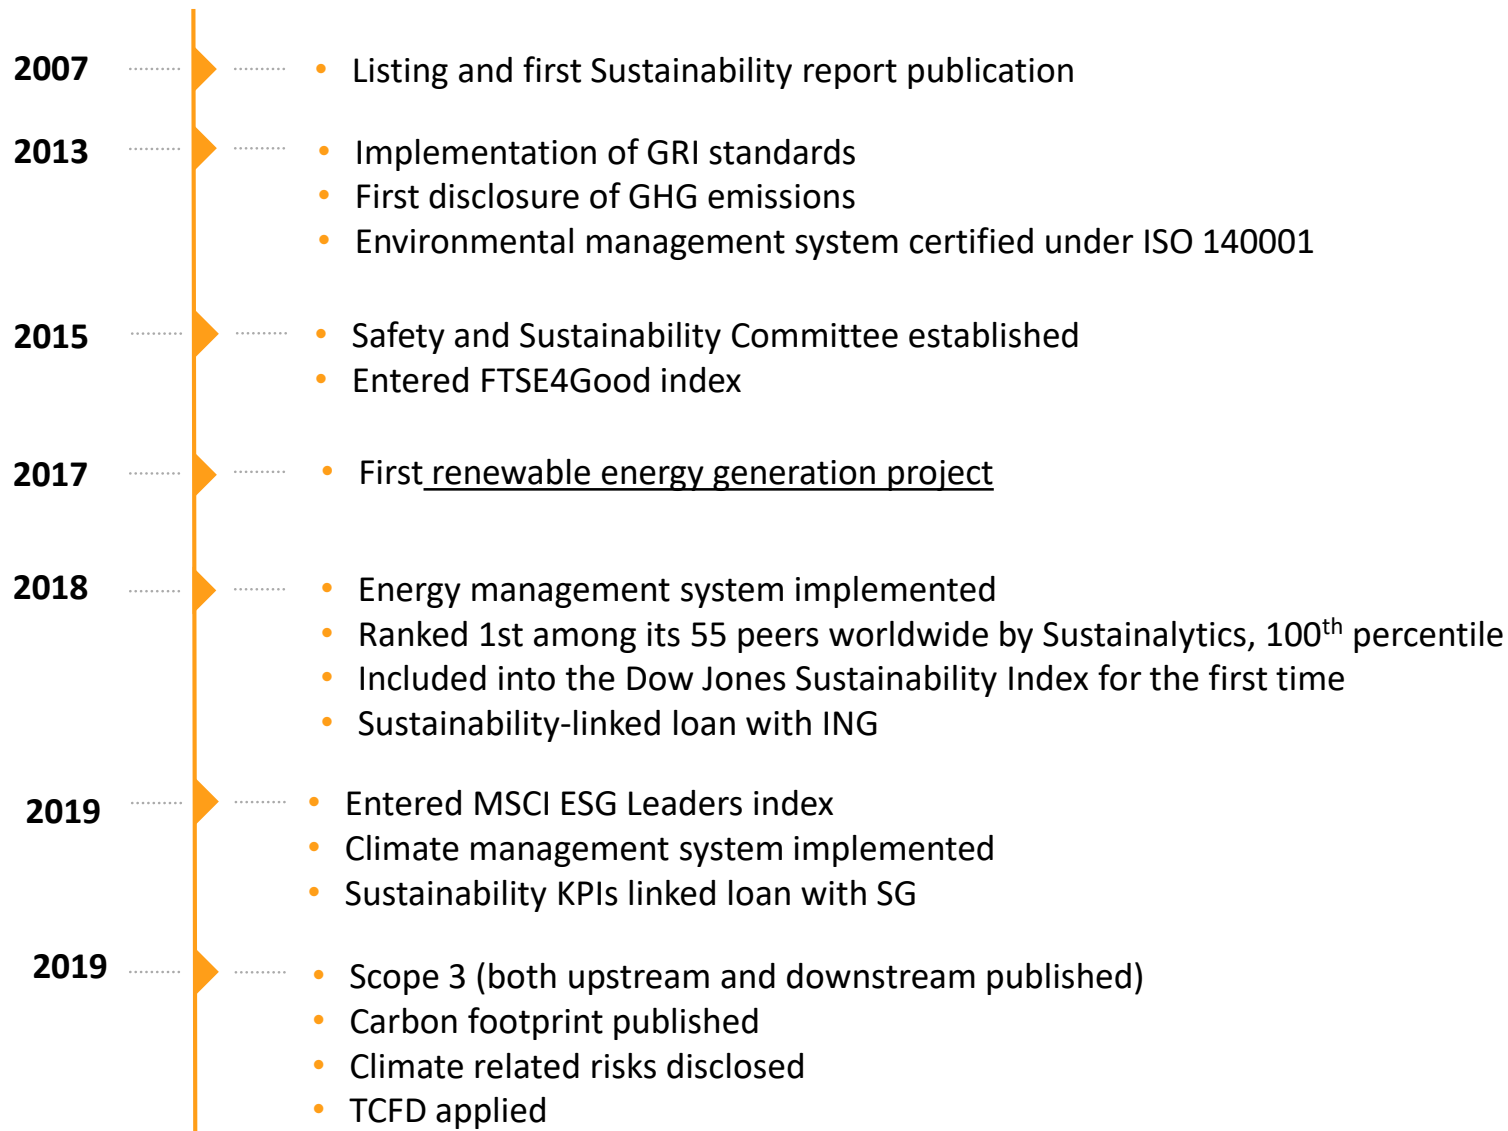 2007
• Listing and first Sustainability report publication
2013
• Implementation of GRI standards
• First disclosure of GHG emissions
• Environmental management system certified under ISO 140001
2015
• Safety and Sustainability Committee established
• Entered FTSE4Good index
2017
• First renewable energy generation project
2018
• Energy management system implemented
• Ranked 1st among its 55 peers worldwide by Sustainalytics, 100th percentile
• Included into the Dow Jones Sustainability Index for the first time
• Sustainability-linked loan with ING
2019
• Entered MSCI ESG Leaders index
• Climate management system implemented
• Sustainability KPIs linked loan with SG
2019
• Scope 3 (both upstream and downstream published)
• Carbon footprint published
• Climate related risks disclosed
• TCFD applied